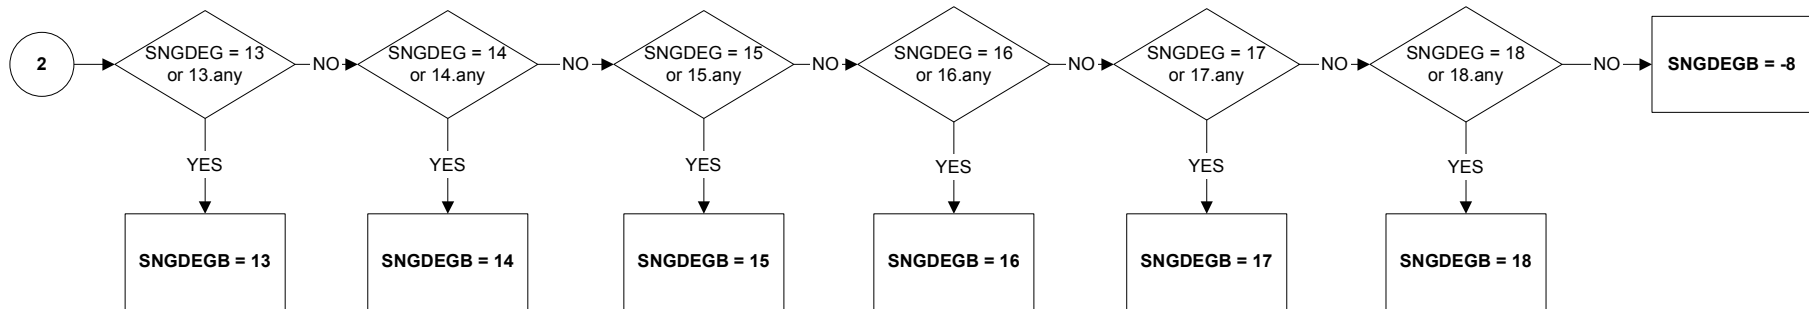 2
SNGDEG = 13
or 13.any
NO
SNGDEG = 14
or 14.any
NO
SNGDEG = 15
or 15.any
NO
SNGDEG = 16
or 16.any
NO
SNGDEG = 17
or 17.any
NO
SNGDEG = 18
or 18.any
NO
SNGDEGB = -8
YES
YES
YES
YES
YES
YES
SNGDEGB = 13
SNGDEGB = 14
SNGDEGB = 15
SNGDEGB = 16
SNGDEGB = 17
SNGDEGB = 18